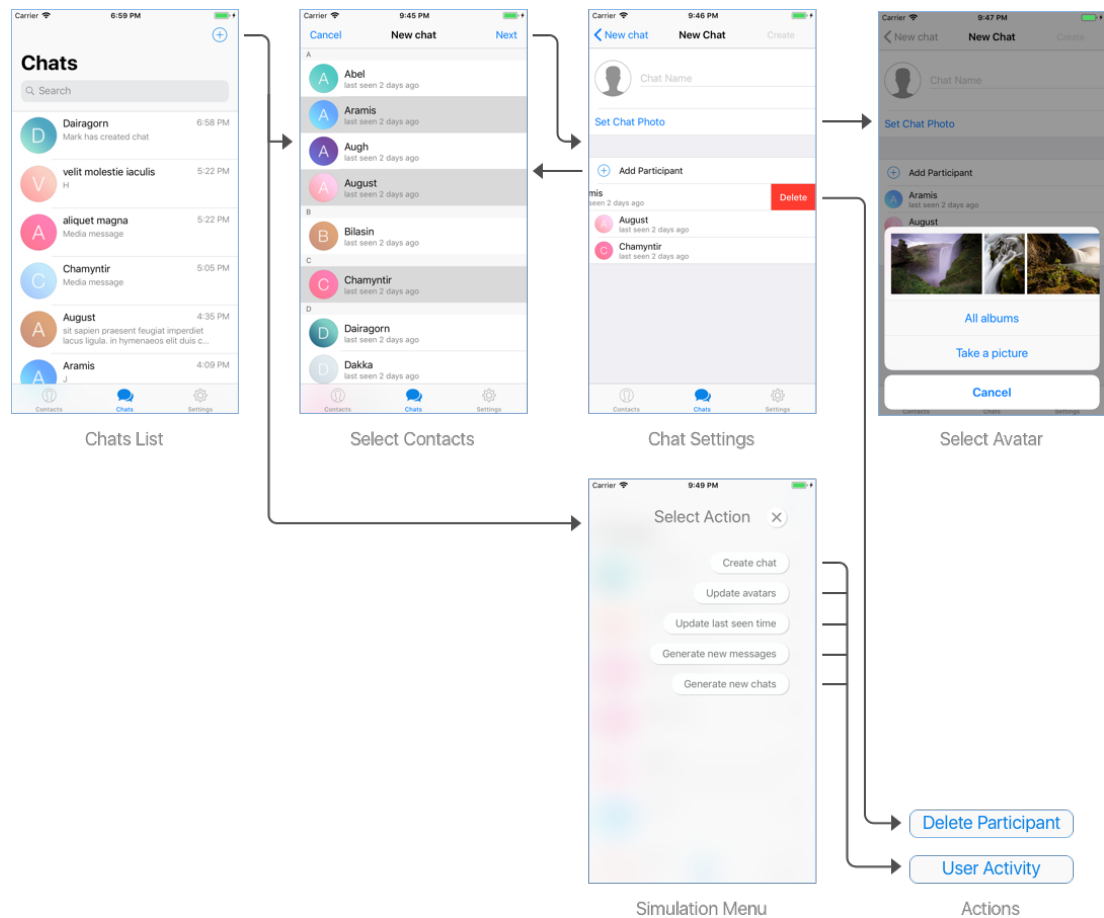 Carrier 6:59 PM
Chats
Search
Dairagorn 6:58 PM
Mark has created chat
velit molestie iaculis 5:22 PM
H
aliquet magna 5:22 PM
Media message
Chamyntir 5:05 PM
Media message
August 4:35 PM
sit sapien praesent feugiat imperdiet
lacus ligula. in hymenaeos elit duis c...
Aramis 4:09 PM
J
D
V
A
C
A
A
Contacts Chats Settings
Chats List
Carrier 9:45 PM
Cancel New chat Next
A
A Abel
last seen 2 days ago
A Aramis
last seen 2 days ago
A Augh
last seen 2 days ago
A August
last seen 2 days ago
B
B Bilasin
last seen 2 days ago
C
C Chamyntir
last seen 2 days ago
D
D Dairagorn
last seen 2 days ago
D Dakka
last seen 2 days ago
Contacts Chats Settings
Select Contacts
Carrier 9:46 PM
New chat New Chat Create
Chat Name
Set Chat Photo
Add Participant
mis
seen 2 days ago
Delete
A August
last seen 2 days ago
C Chamyntir
last seen 2 days ago
Contacts Chats Settings
Chat Settings
Carrier 9:47 PM
New chat New Chat Create
Chat Name
Set Chat Photo
Add Participant
A Aramis
last seen 2 days ago
August
All albums
Take a picture
Cancel
Contacts Chats Settings
Select Avatar
Carrier 9:49 PM
Select Action
Create chat
Update avatars
Update last seen time
Generate new messages
Generate new chats
Simulation Menu
Delete Participant
User Activity
Actions